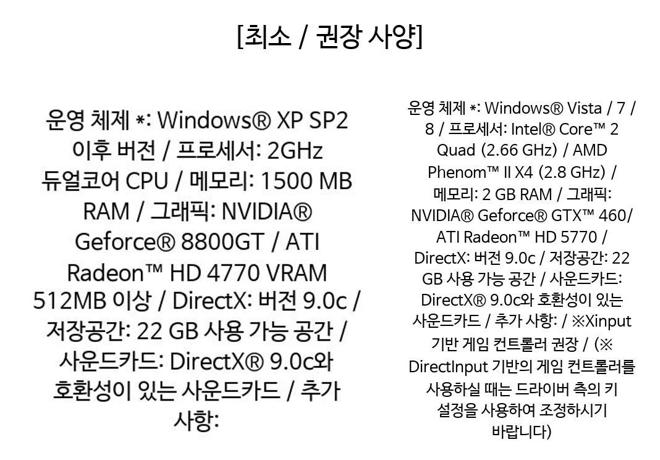 [최소 / 권장 사양]
운영 체제 *: Windows® XP SP2
이후 버전 / 프로세서: 2GHz
듀얼코어 CPU / 메모리: 1500 MB
RAM / 그래픽: NVIDIA®
Geforce® 8800GT / ATI
Radeon™ HD 4770 VRAM
512MB 이상 / DirectX: 버전 9.0c /
저장공간: 22 GB 사용 가능 공간 /
사운드카드: DirectX® 9.0c와
호환성이 있는 사운드카드 / 추가
사항:
운영 체제 *: Windows® Vista / 7 /
8 / 프로세서: Intel® Core™ 2
Quad (2.66 GHz) / AMD
Phenom™ II X4 (2.8 GHz) /
메모리: 2 GB RAM / 그래픽:
NVIDIA® Geforce® GTX™ 460/
ATI Radeon™ HD 5770 /
DirectX: 버전 9.0c / 저장공간: 22
GB 사용 가능 공간 / 사운드카드:
DirectX® 9.0c와 호환성이 있는
사운드카드 / 추가 사항: / ※Xinput
기반 게임 컨트롤러 권장 / (※
DirectInput 기반의 게임 컨트롤러를
사용하실 때는 드라이버 측의 키
설정을 사용하여 조정하시기
바랍니다)